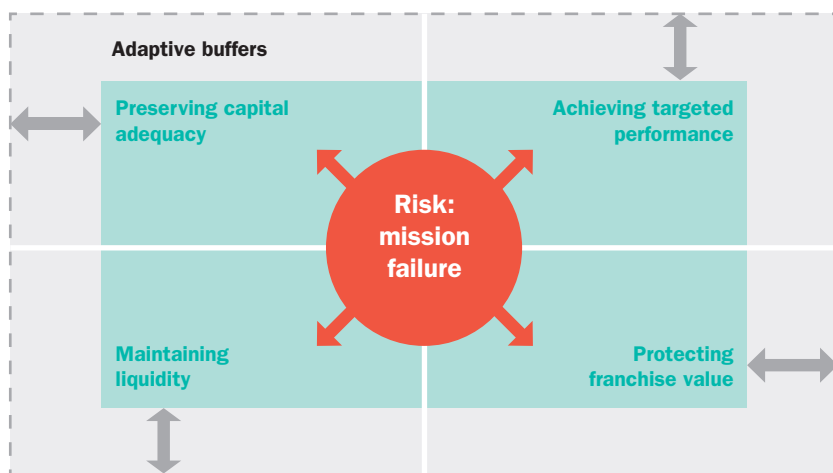 Adaptive buffers
Preserving capital
adequacy
Achieving targeted
performance
Risk:
mission
failure
Maintaining
liquidity
Protecting
franchise value